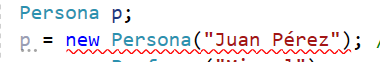 Persona p;
p = new Persona("Juan Pérez"); /